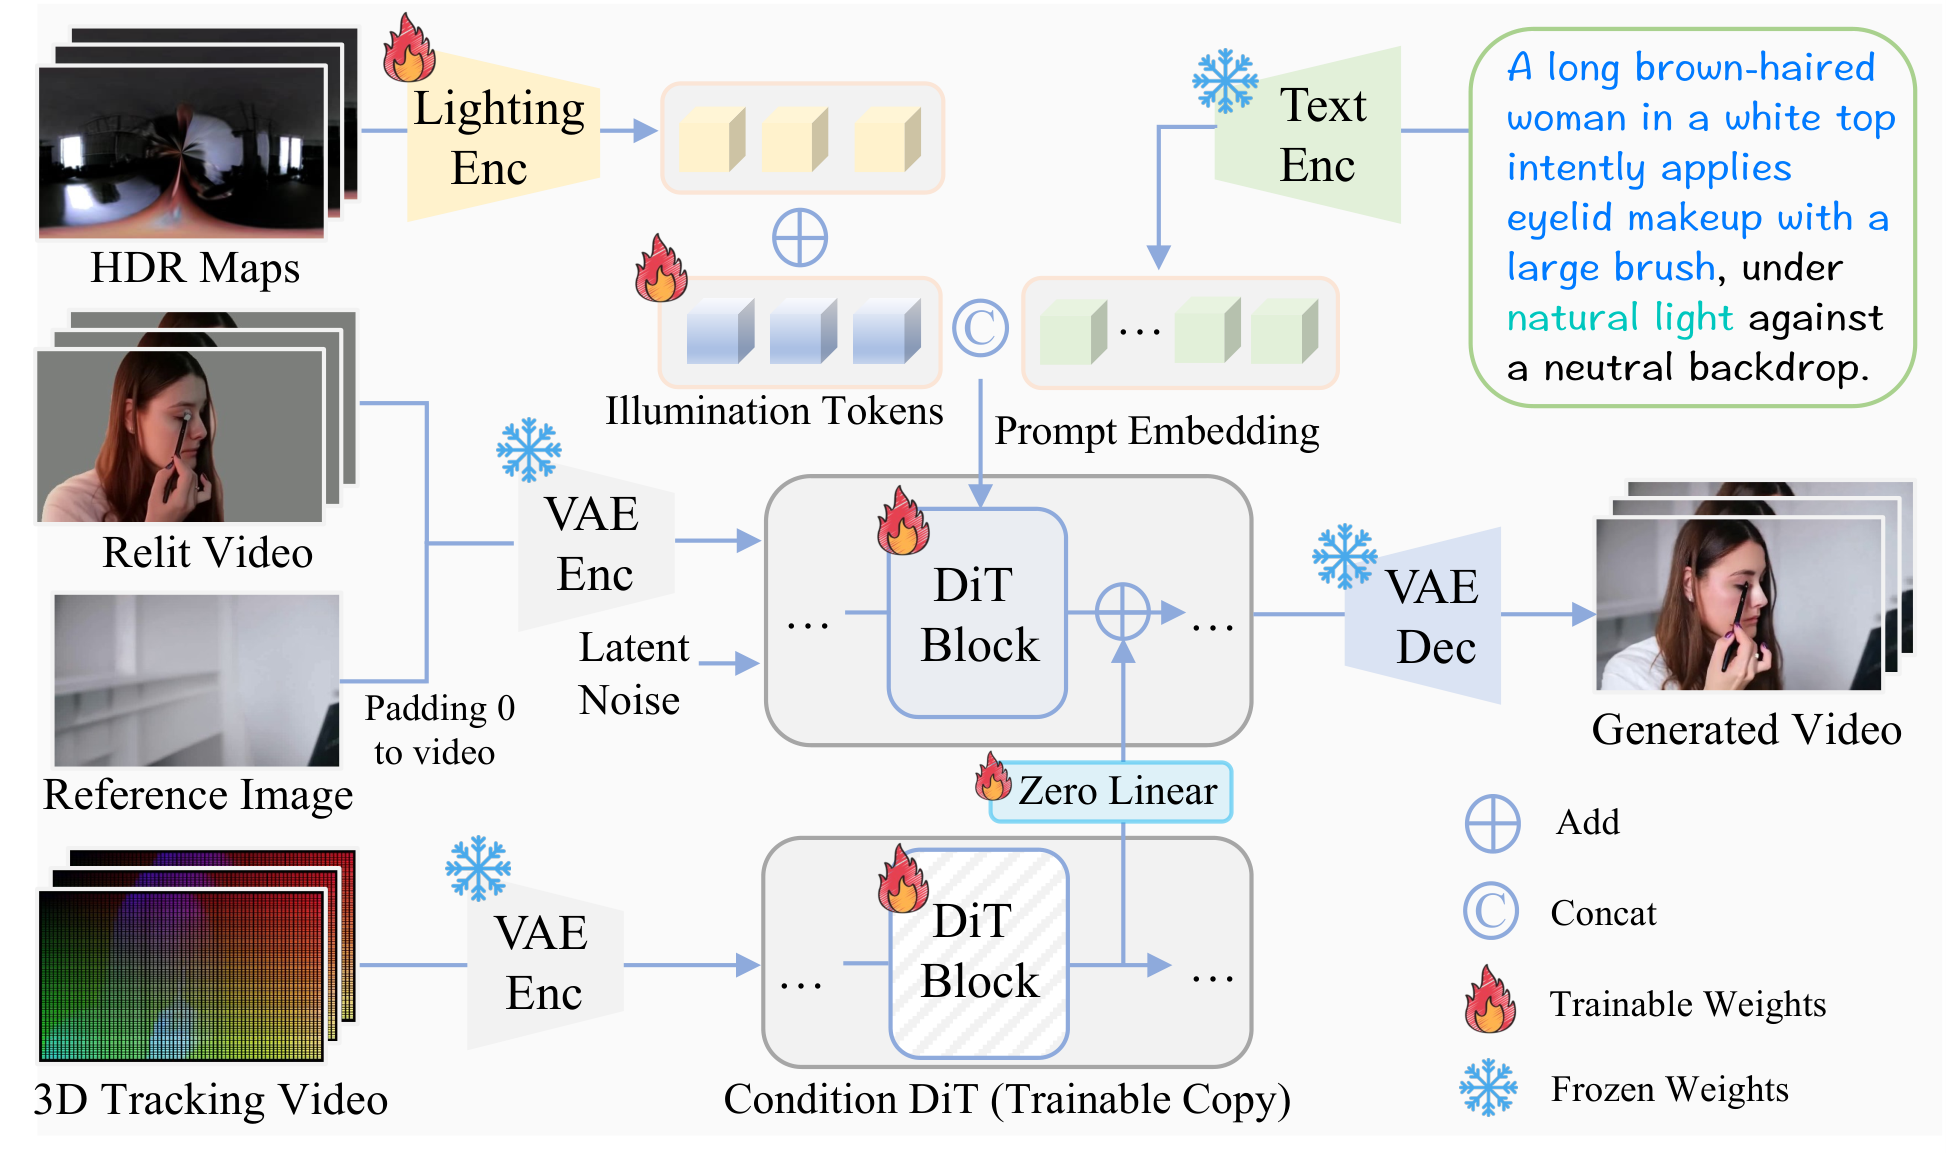 Lighting
Enc
HDR Maps
Text
Enc
A long brown-haired
woman in a white top
intently applies
eyelid makeup with a
large brush, under
natural light against
a neutral backdrop.
C
Illumination Tokens
...
Prompt Embedding
Relit Video
VAE
Enc
Latent
Noise
Padding 0
to video
Reference Image
...
DiT
Block
...
VAE
Dec
Generated Video
Zero Linear
3D Tracking Video
VAE
Enc
...
DiT
Block
...
Condition DiT (Trainable Copy)
Add
C
Concat
Trainable Weights
Frozen Weights